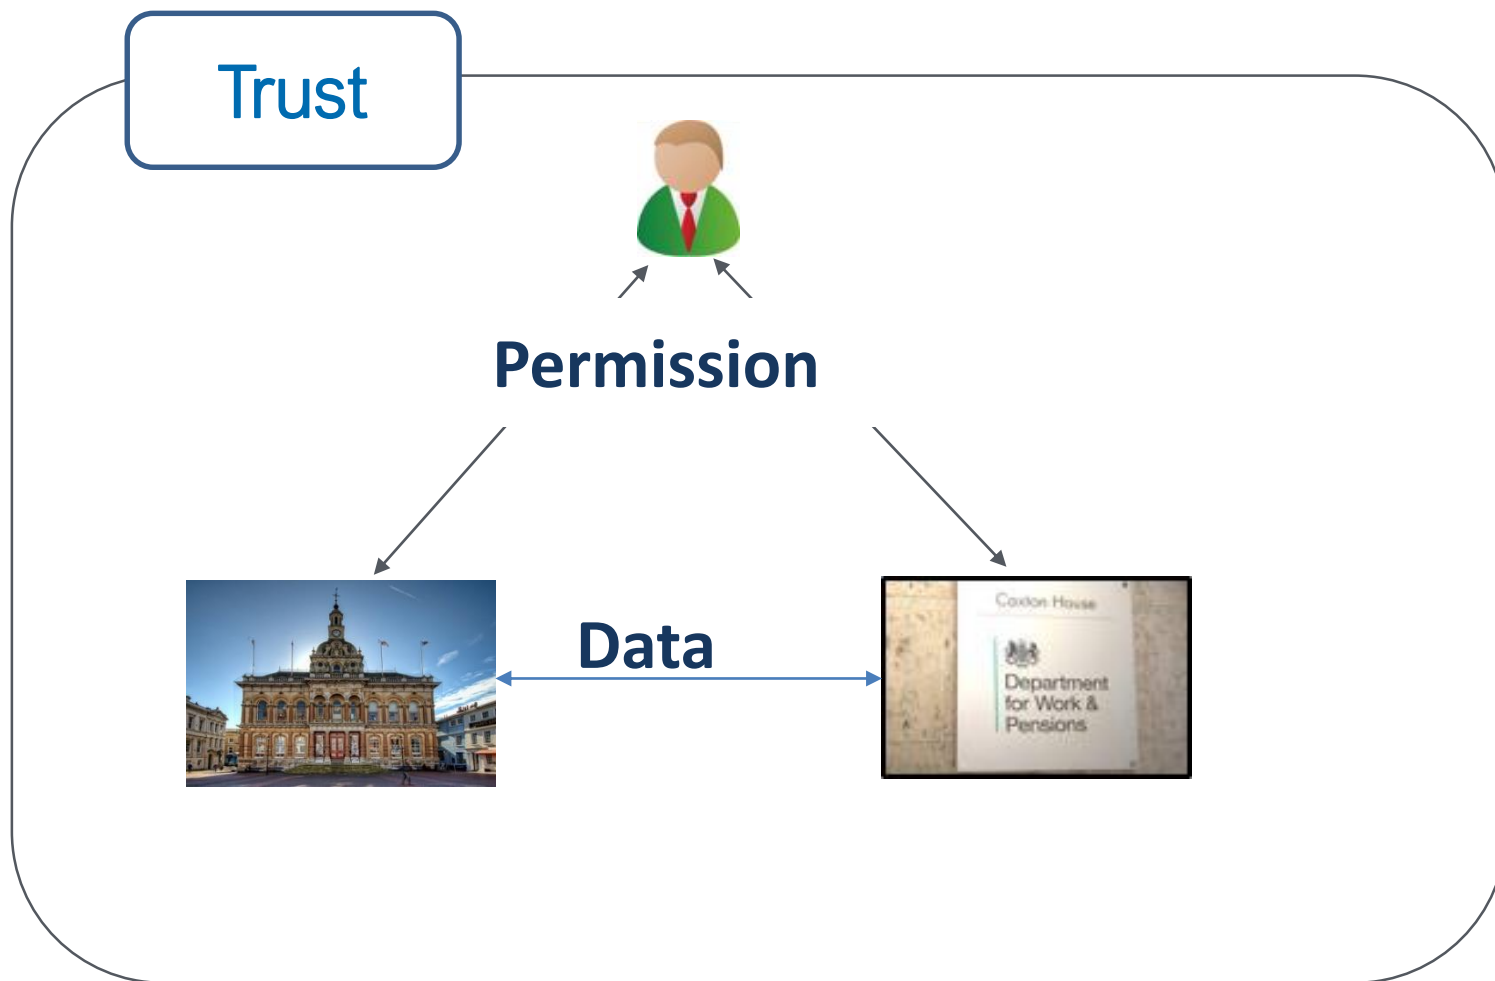 Trust
Permission
Data
Caxton House
Department
for Work &
Pensions